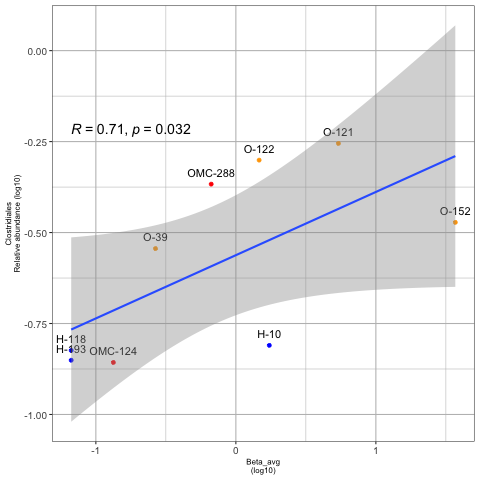 0.00
-0.25
-0.50
-0.75
-1.00
Clostridiales
Relative abundance (log10)
R = 0.71, p = 0.032
O-121
O-122
OMC-288
O-152
O-39
H-10
H-118
H-193
OMC-124
-1
0
1
Beta_avg
(log10)